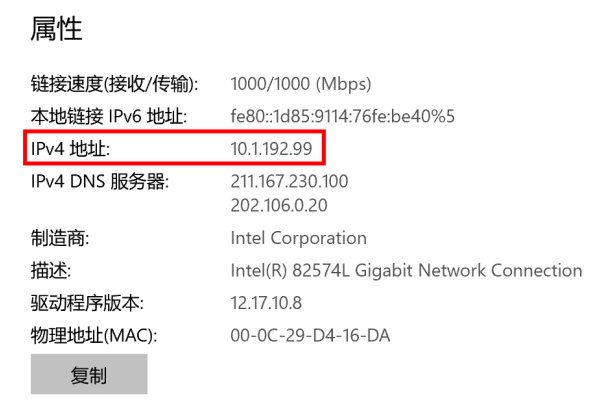 属性
链接速度(接收/传输): 1000/1000 (Mbps)
本地链接 IPv6 地址: fe80::1d85:9114:76fe:be40%5
IPv4 地址: 10.1.192.99
IPv4 DNS 服务器: 211.167.230.100
202.106.0.20
制造商: Intel Corporation
描述: Intel(R) 82574L Gigabit Network Connection
驱动程序版本: 12.17.10.8
物理地址(MAC): 00-0C-29-D4-16-DA
复制